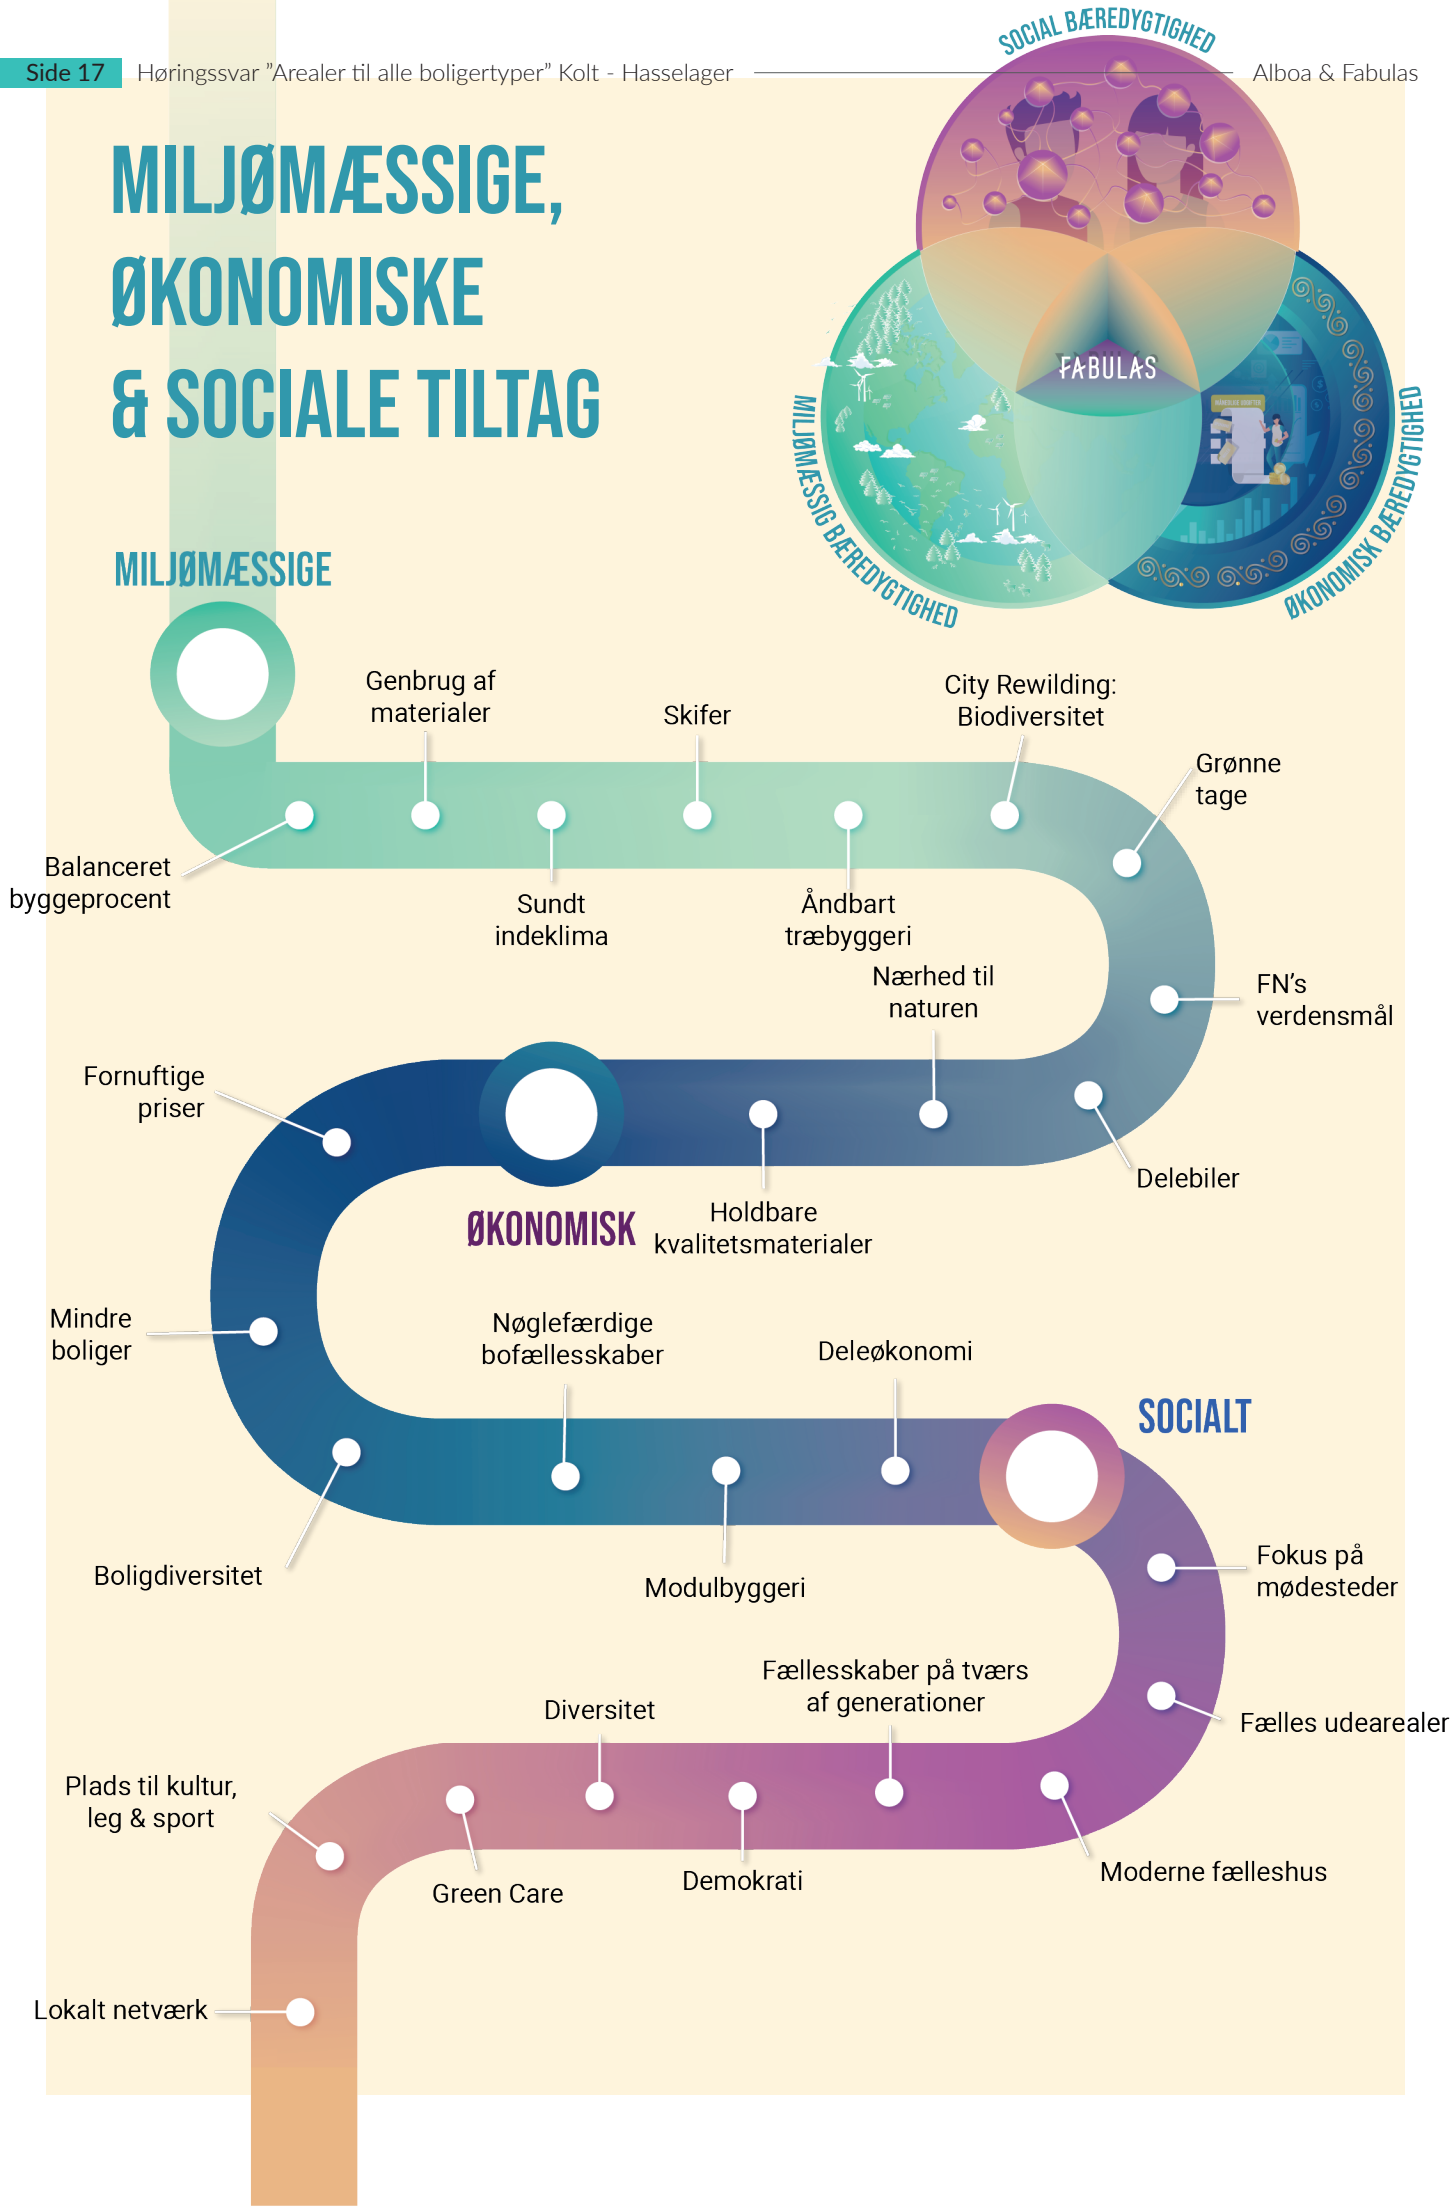 Side 17
Høringssvar ”Arealer til alle boligertyper” Kolt - Hasselager
Alboa & Fabulas
MILJØMÆSSIGE,
ØKONOMISKE
& SOCIALE TILTAG
SOCIAL BÆREDYGTIGHED
MILJØMÆSSIG BÆREDYGTIGHED
ØKONOMISK BÆREDYGTIGHED
FABULAS
MILJØMÆSSIGE
Balanceret
byggeprocent
Genbrug af
materialer
Sundt
indeklima
Skifer
Åndbart
træbyggeri
City Rewilding:
Biodiversitet
Grønne
tage
FN’s
verdensmål
Delebiler
Nærhed til
naturen
Holdbare
kvalitetsmaterialer
ØKONOMISK
Fornuftige
priser
Mindre
boliger
Boligdiversitet
Nøglefærdige
bofællesskaber
Modulbyggeri
Deleøkonomi
SOCIALT
Fokus på
mødesteder
Fælles udearealer
Moderne fælleshus
Fællesskaber på tværs
af generationer
Demokrati
Diversitet
Green Care
Plads til kultur,
leg & sport
Lokalt netværk